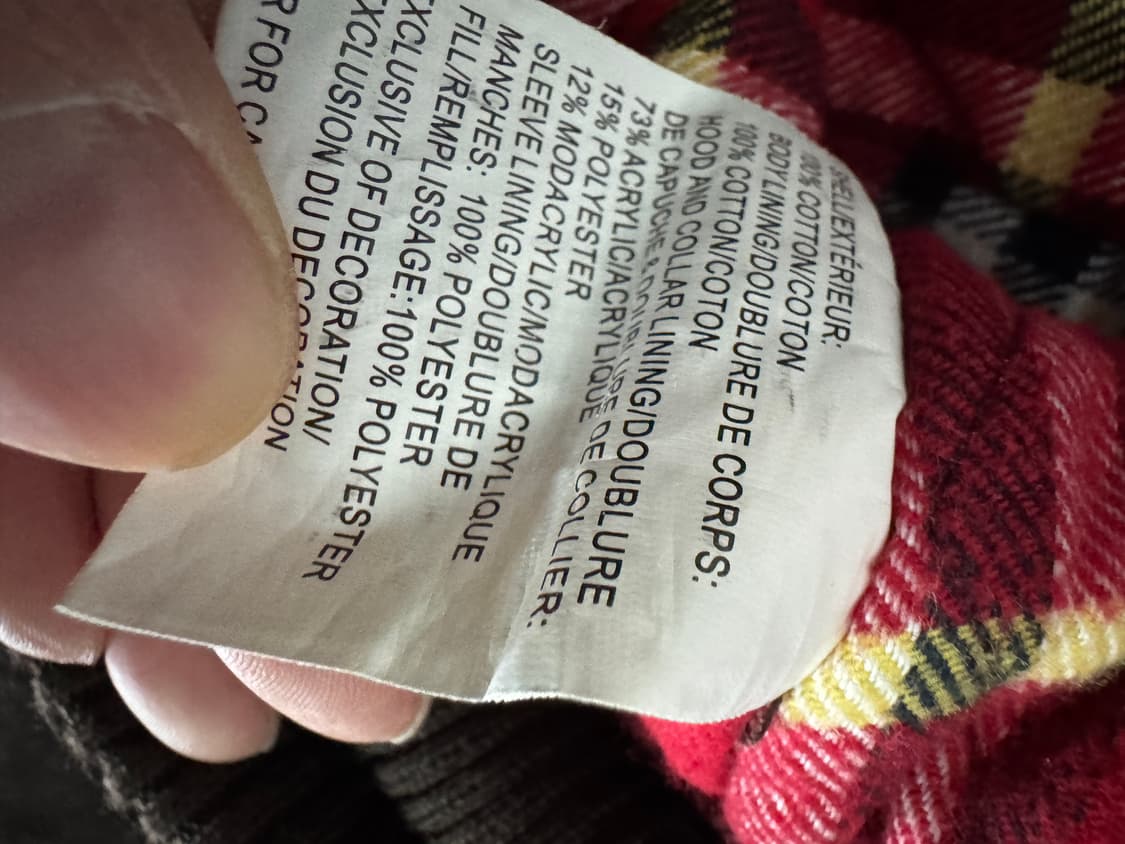 SHELL/EXTÉRIEUR:
100% COTTON/COTON
BODY LINING/DOUBLURE DE CORPS:
100% COTTON/COTON
HOOD AND COLLAR LINING/DOUBLURE
DE CAPUCHE & DOUBLURE DE COLLIER:
73% ACRYLIC/ACRYLIQUE
15% POLYESTER
12% MODACRYLIC/MODACRYLIQUE
SLEEVE LINING/DOUBLURE DE
MANCHES: 100% POLYESTER
FILL/REMPLISSAGE:100% POLYESTER
EXCLUSIVE OF DECORATION/
EXCLUSION DU DECORATION
R FOR CA